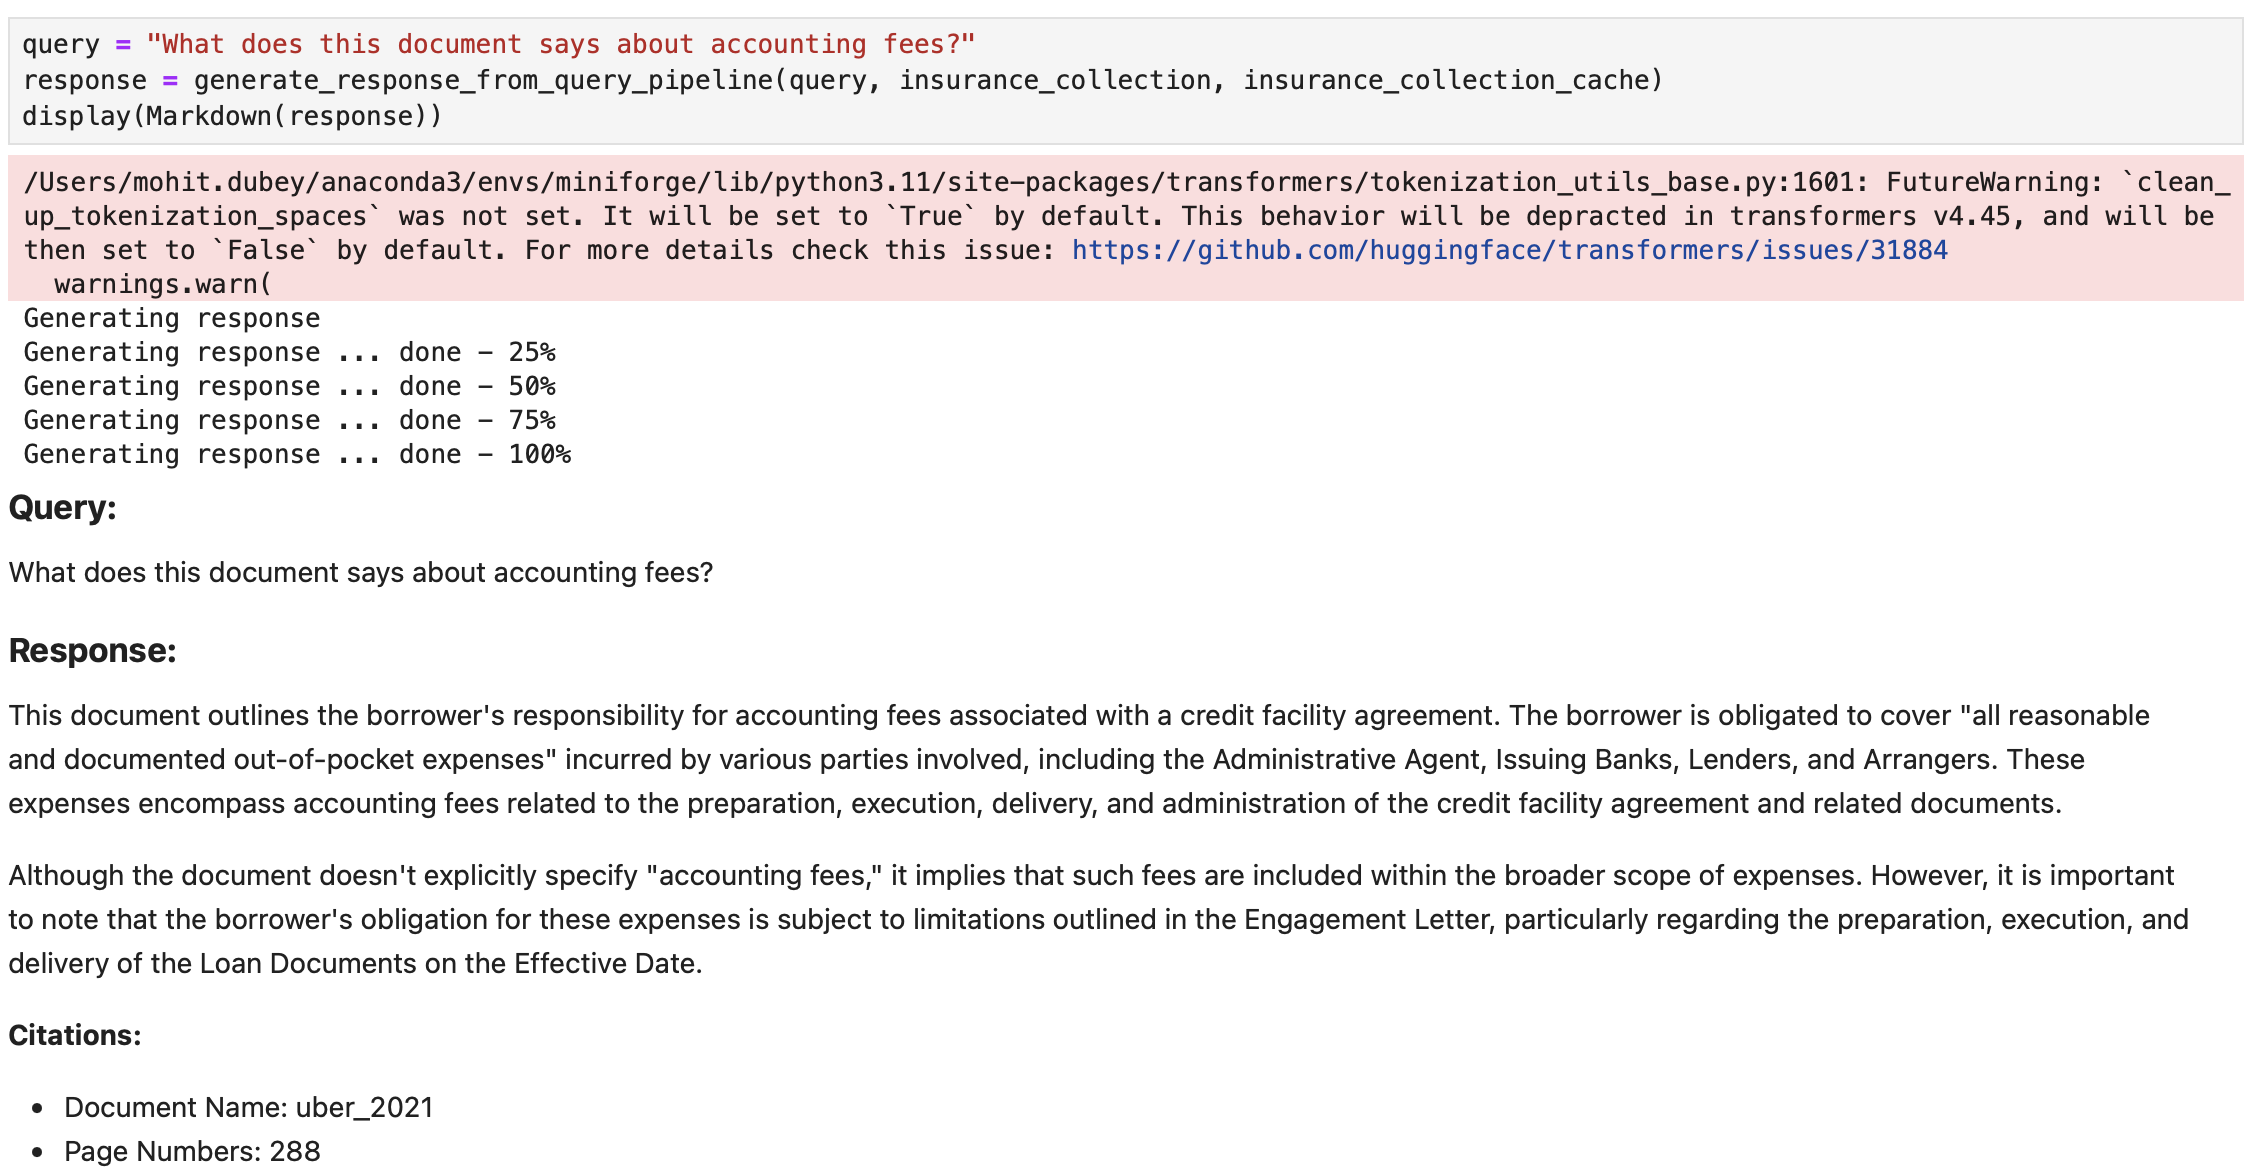 query = "What does this document says about accounting fees?"
response = generate_response_from_query_pipeline(query, insurance_collection, insurance_collection_cache)
display(Markdown(response))
/Users/mohit.dubey/anaconda3/envs/miniforge/lib/python3.11/site-packages/transformers/tokenization_utils_base.py:1601: FutureWarning: `clean_
up_tokenization_spaces` was not set. It will be set to `True` by default. This behavior will be depracted in transformers v4.45, and will be
then set to `False` by default. For more details check this issue: https://github.com/huggingface/transformers/issues/31884
  warnings.warn(
Generating response
Generating response ... done - 25%
Generating response ... done - 50%
Generating response ... done - 75%
Generating response ... done - 100%
Query:
What does this document says about accounting fees?
Response:
This document outlines the borrower's responsibility for accounting fees associated with a credit facility agreement. The borrower is obligated to cover "all reasonable
and documented out-of-pocket expenses" incurred by various parties involved, including the Administrative Agent, Issuing Banks, Lenders, and Arrangers. These
expenses encompass accounting fees related to the preparation, execution, delivery, and administration of the credit facility agreement and related documents.
Although the document doesn't explicitly specify "accounting fees," it implies that such fees are included within the broader scope of expenses. However, it is important
to note that the borrower's obligation for these expenses is subject to limitations outlined in the Engagement Letter, particularly regarding the preparation, execution, and
delivery of the Loan Documents on the Effective Date.
Citations:
• Document Name: uber_2021
• Page Numbers: 288